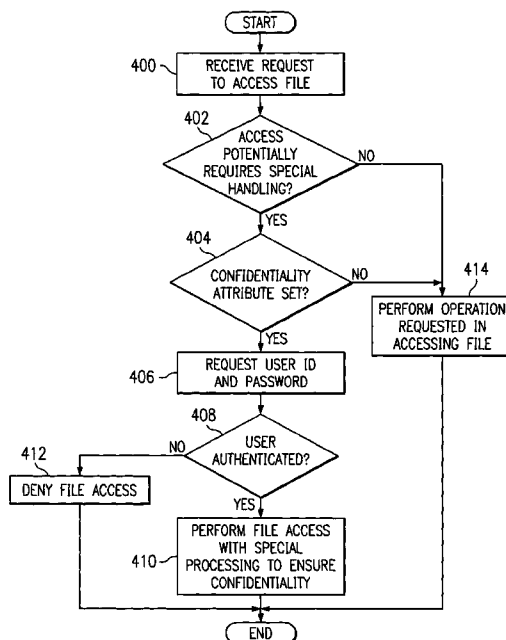 START
400
RECEIVE REQUEST
TO ACCESS FILE
402
ACCESS
POTENTIALLY
REQUIRES SPECIAL
HANDLING?
NO
YES
404
CONFIDENTIALITY
ATTRIBUTE SET?
NO
414
PERFORM OPERATION
REQUESTED IN
ACCESSING FILE
YES
406
REQUEST USER ID
AND PASSWORD
408
USER
AUTHENTICATED?
NO
412
DENY FILE ACCESS
YES
410
PERFORM FILE ACCESS
WITH SPECIAL
PROCESSING TO ENSURE
CONFIDENTIALITY
END